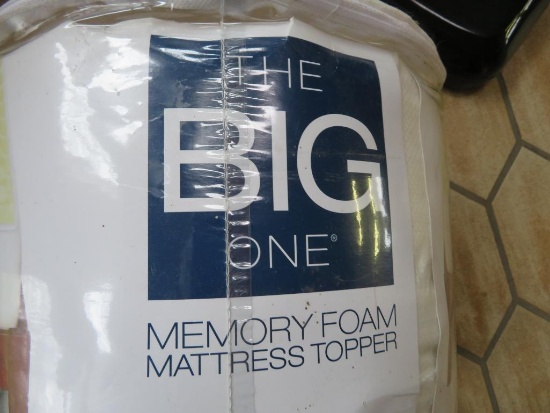 THE
BIG
ONE®
MEMORY FOAM
MATTRESS TOPPER